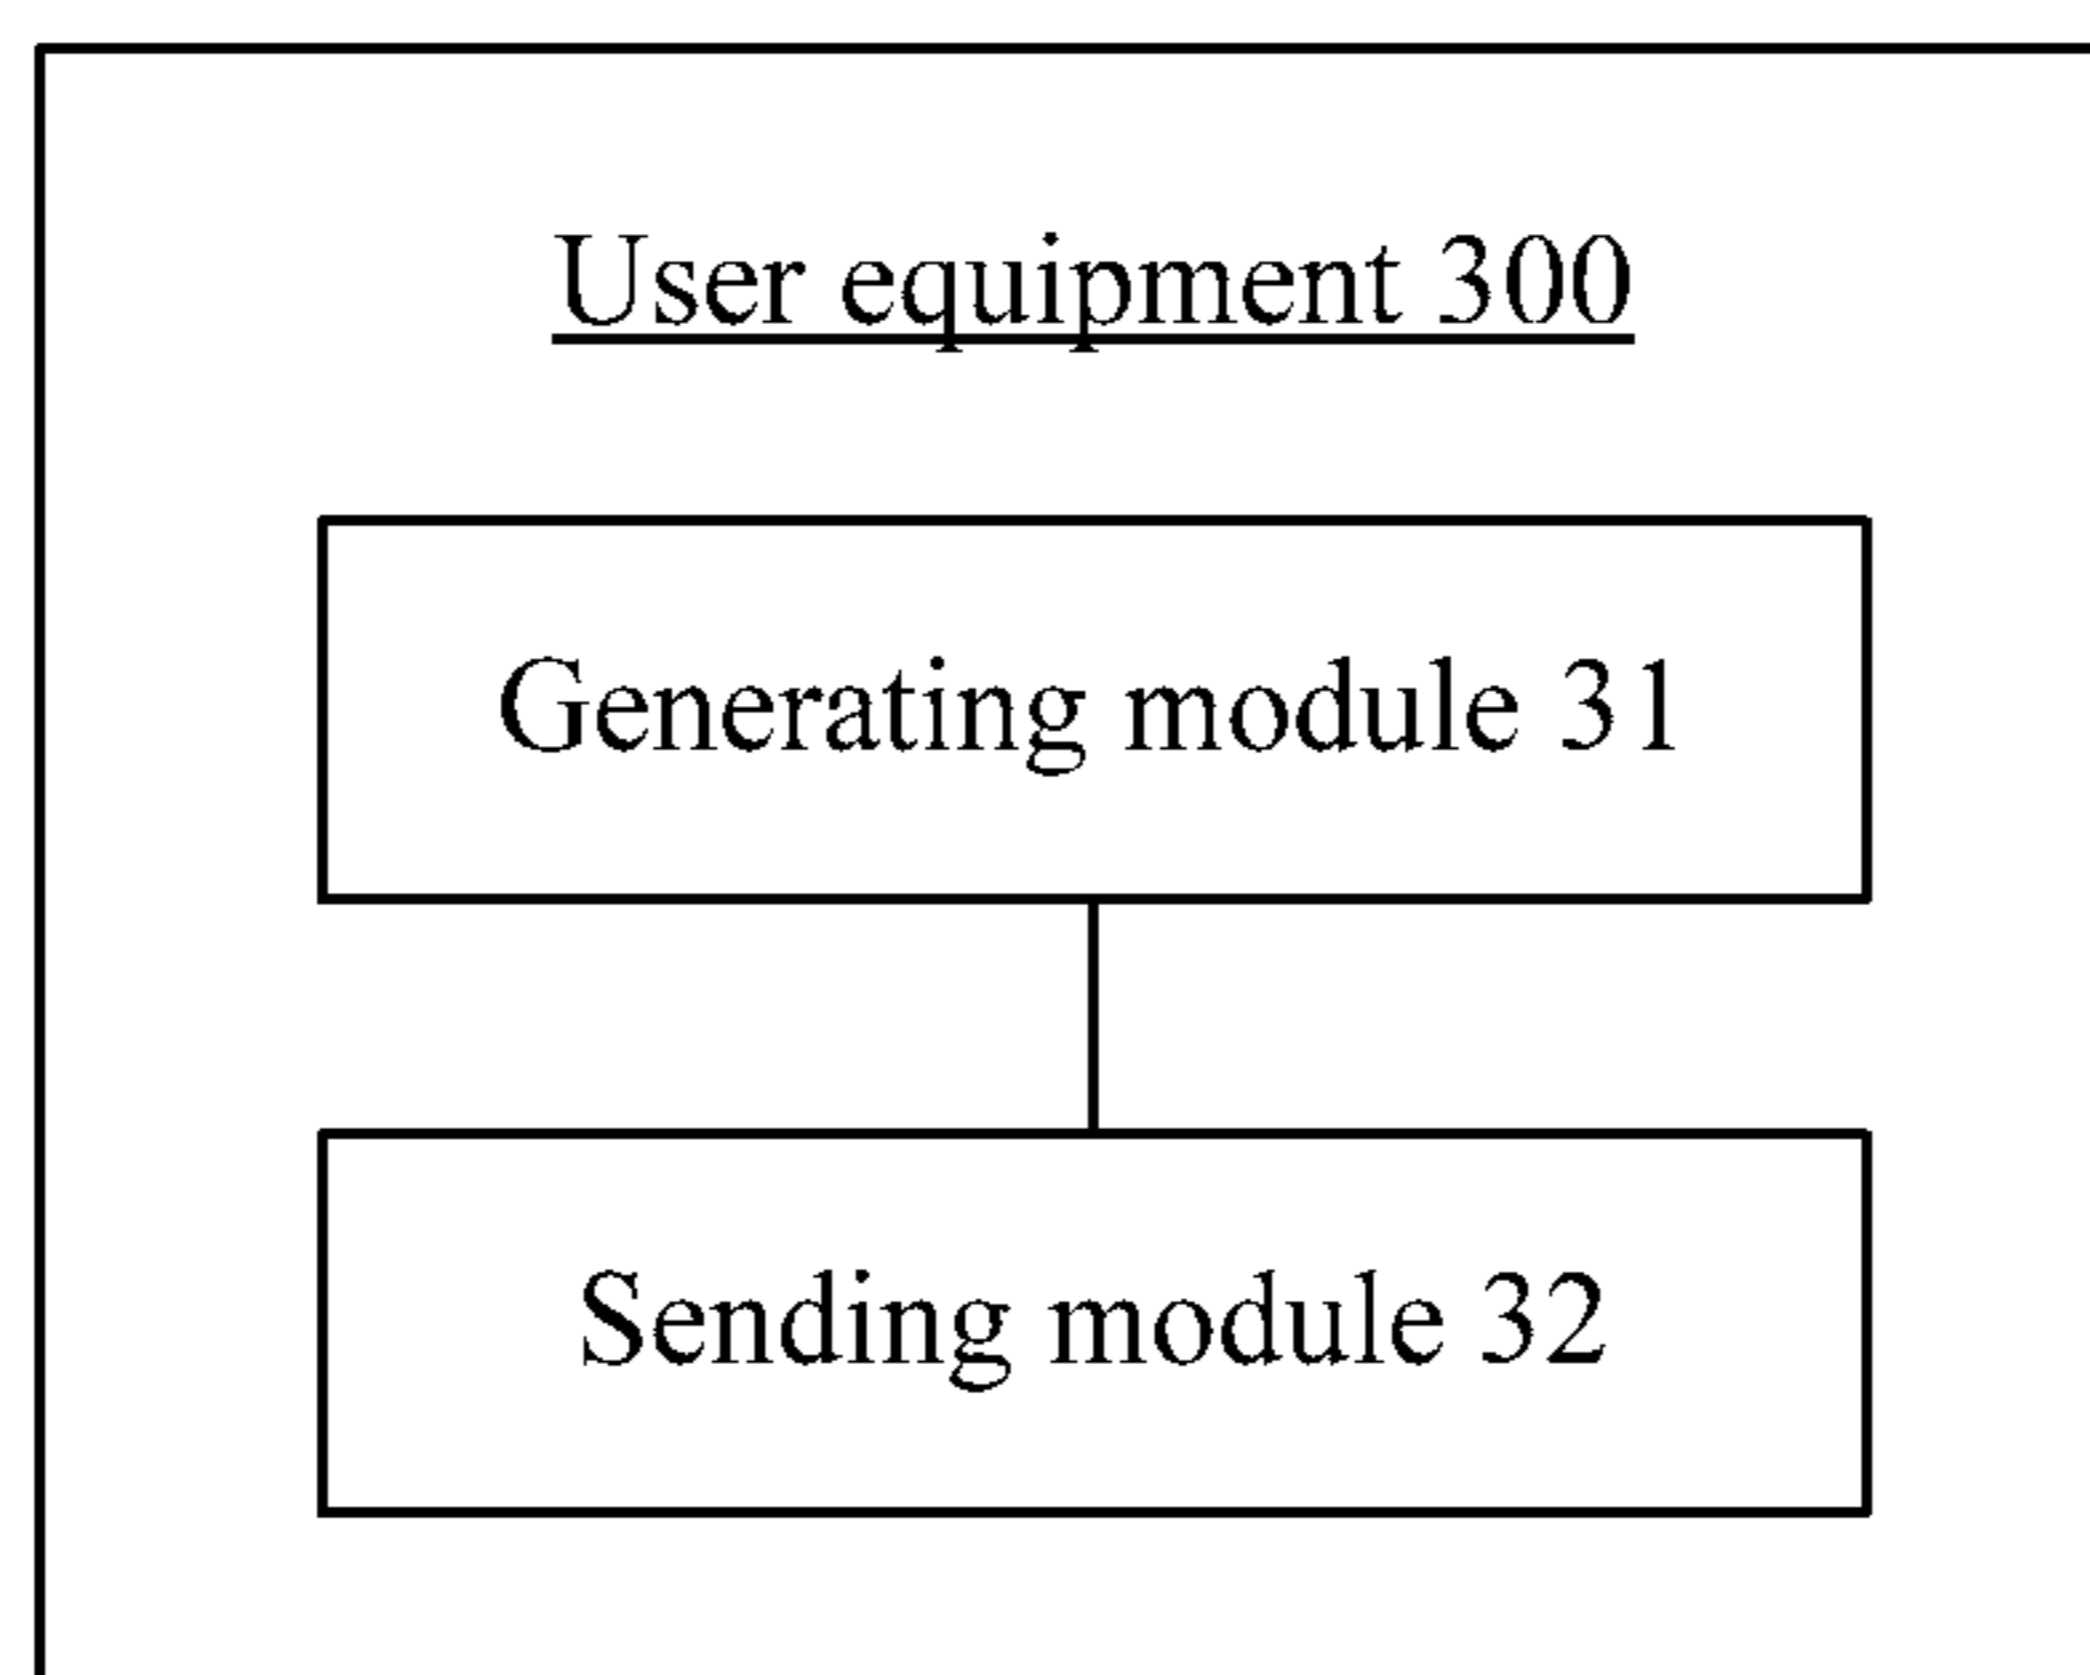 User equipment 300
Generating module 31
Sending module 32